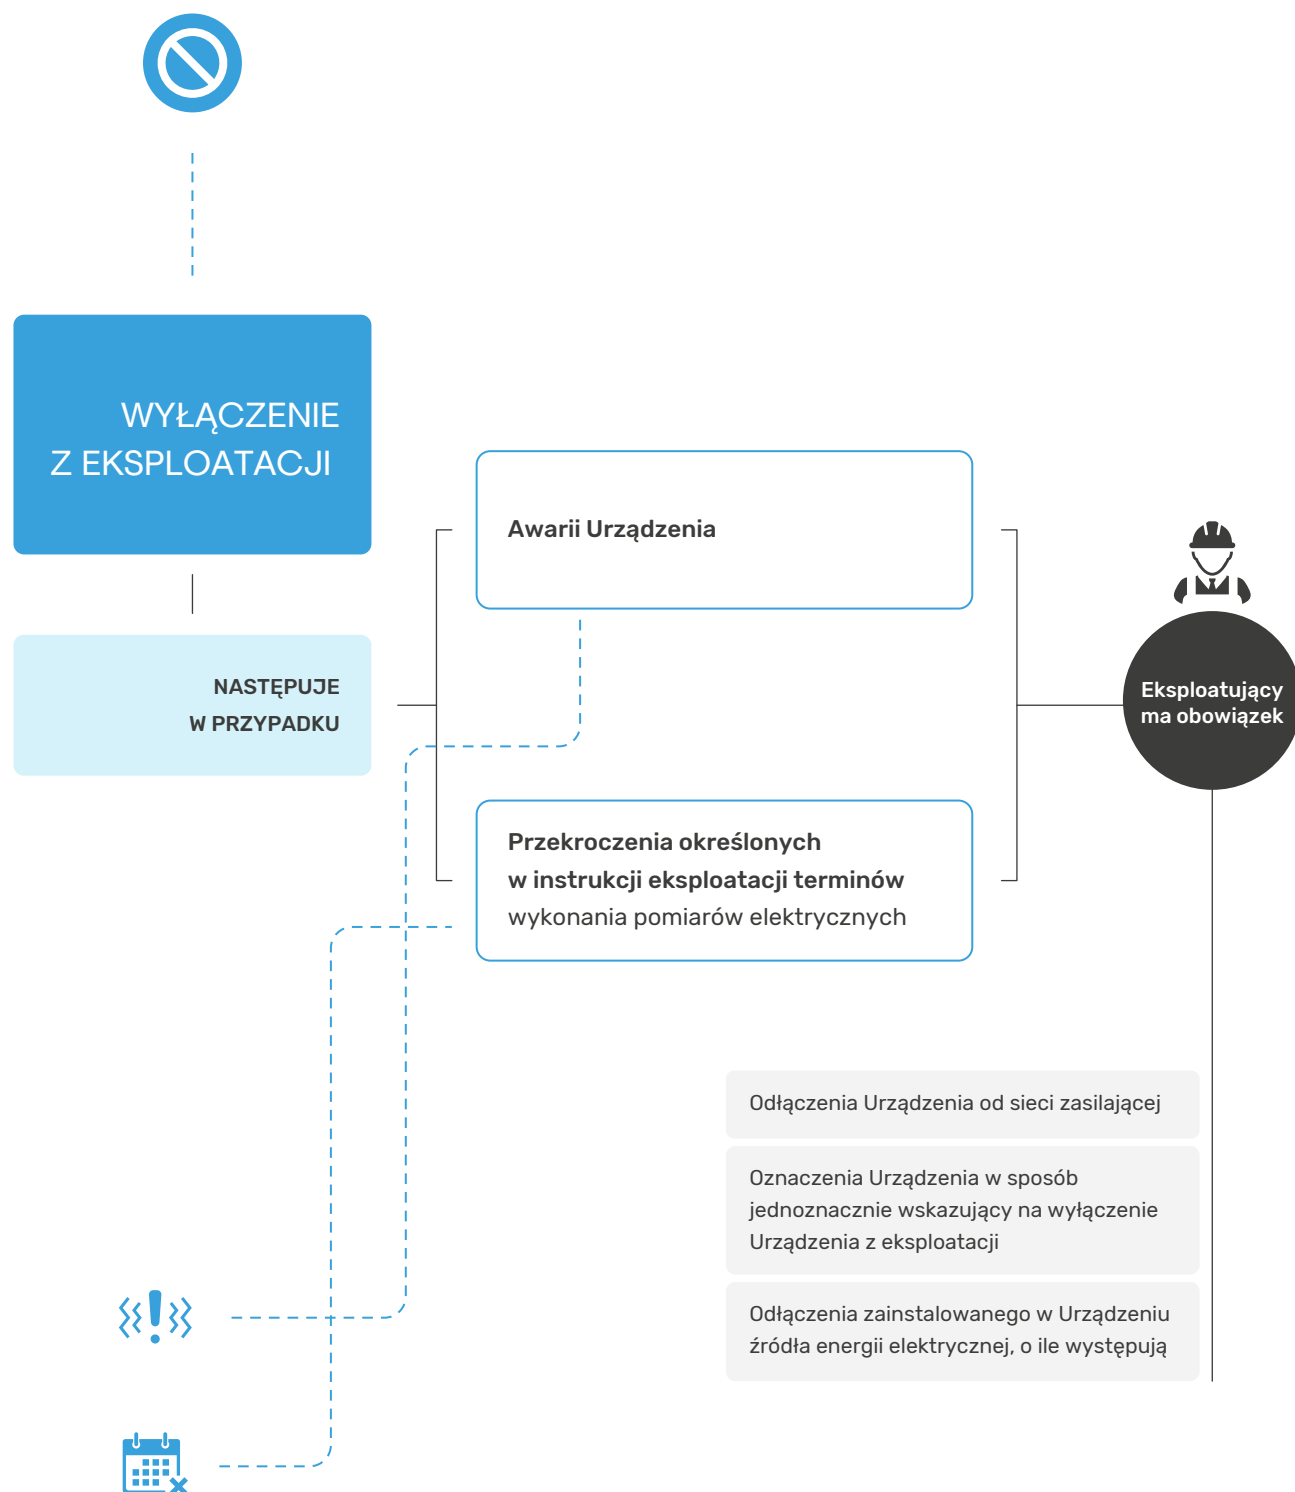 WYŁĄCZENIE
Z EKSPLOATACJI
NASTĘPUJE
W PRZYPADKU
Awarii Urządzenia
Przekroczenia określonych
w instrukcji eksploatacji terminów
wykonania pomiarów elektrycznych
Eksploatujący
ma obowiązek
Odłączenia Urządzenia od sieci zasilającej
Oznaczenia Urządzenia w sposób
jednoznacznie wskazujący na wyłączenie
Urządzenia z eksploatacji
Odłączenia zainstalowanego w Urządzeniu
źródła energii elektrycznej, o ile występują